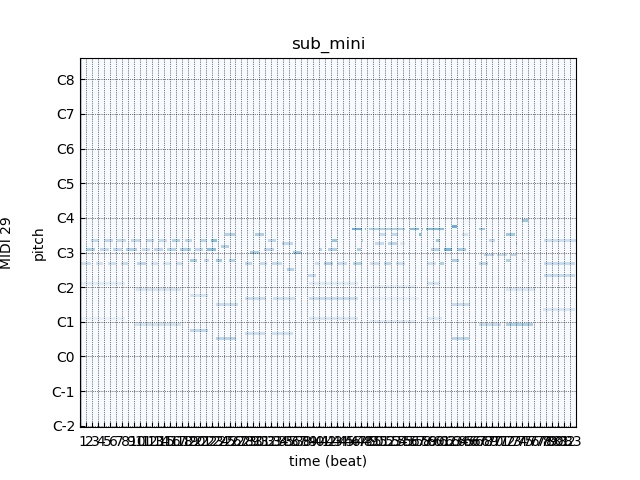 sub_mini
MIDI 29
pitch
C8
C7
C6
C5
C4
C3
C2
C1
C0
C-1
C-2
time (beat)